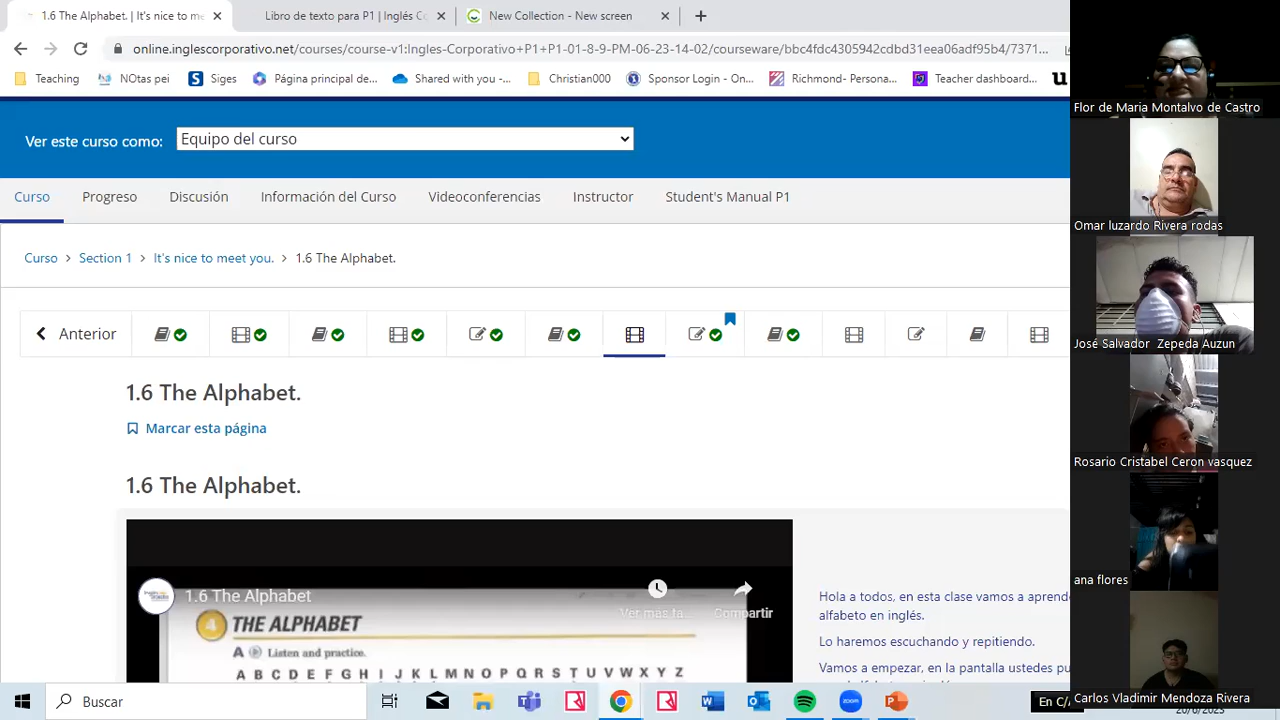 1.6 The Alphabet. | It's nice to me
Libro de texto para P1 | Inglés C
New Collection - New screen
online.inglescorporativo.net/courses/course-v1:Ingles-Corporativo+P1+P1-01-8-9-PM-06-23-14-02/courseware/bbc4fdc4305942cdbd31eea06adf95b4/7371...
Teaching
NOtas pei
Siges
Página principal de...
Shared with you -...
Christian000
Sponsor Login - On...
Richmond- Persona...
Teacher dashboard...
Ver este curso como:
Equipo del curso
Curso
Progreso
Discusión
Información del Curso
Videoconferencias
Instructor
Student's Manual P1
Curso > Section 1 > It's nice to meet you. > 1.6 The Alphabet.
Anterior
1.6 The Alphabet.
Marcar esta página
1.6 The Alphabet.
1.6 The Alphabet
Ver más ta...
Compartir
4 THE ALPHABET
A Listen and practice.
A B C D E F G H I J K L M N O P Q R S T U V W X Y Z
Hola a todos, en esta clase vamos a aprend
alfabeto en inglés.
Lo haremos escuchando y repitiendo.
Vamos a empezar, en la pantalla ustedes pu
Buscar
En C/
20/6/2023
Flor de Maria Montalvo de Castro
Omar luzardo Rivera rodas
José Salvador Zepeda Auzun
Rosario Cristabel Ceron vasquez
ana flores
Carlos Vladimir Mendoza Rivera